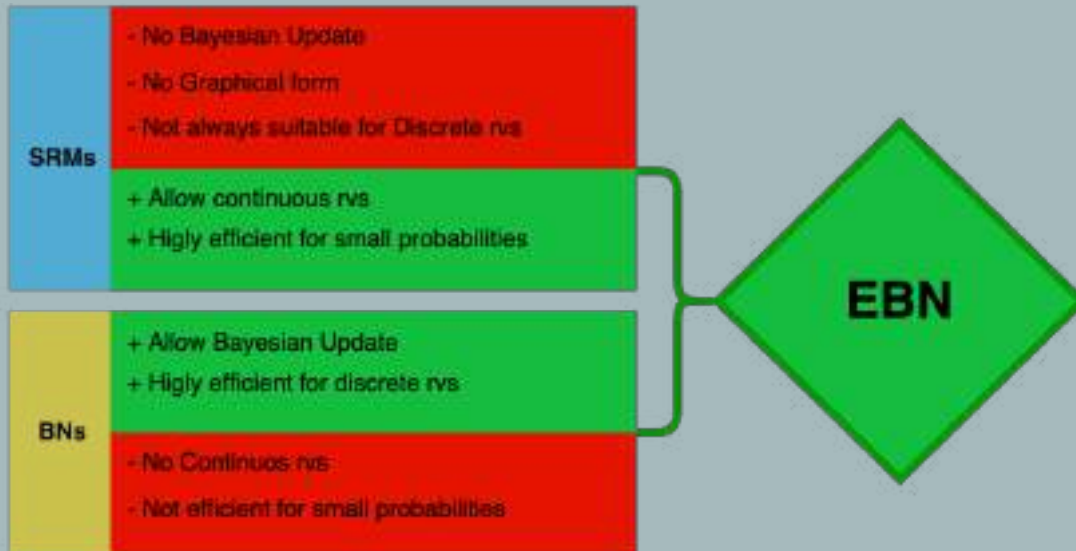 SRMs
- No Bayesian Update
- No Graphical form
- Not always suitable for Discrete rvs
+ Allow continuous rvs
+ Higly efficient for small probabilities
BNs
+ Allow Bayesian Update
+ Higly efficient for discrete rvs
- No Continuos rvs
- Not efficient for small probabilities
EBN